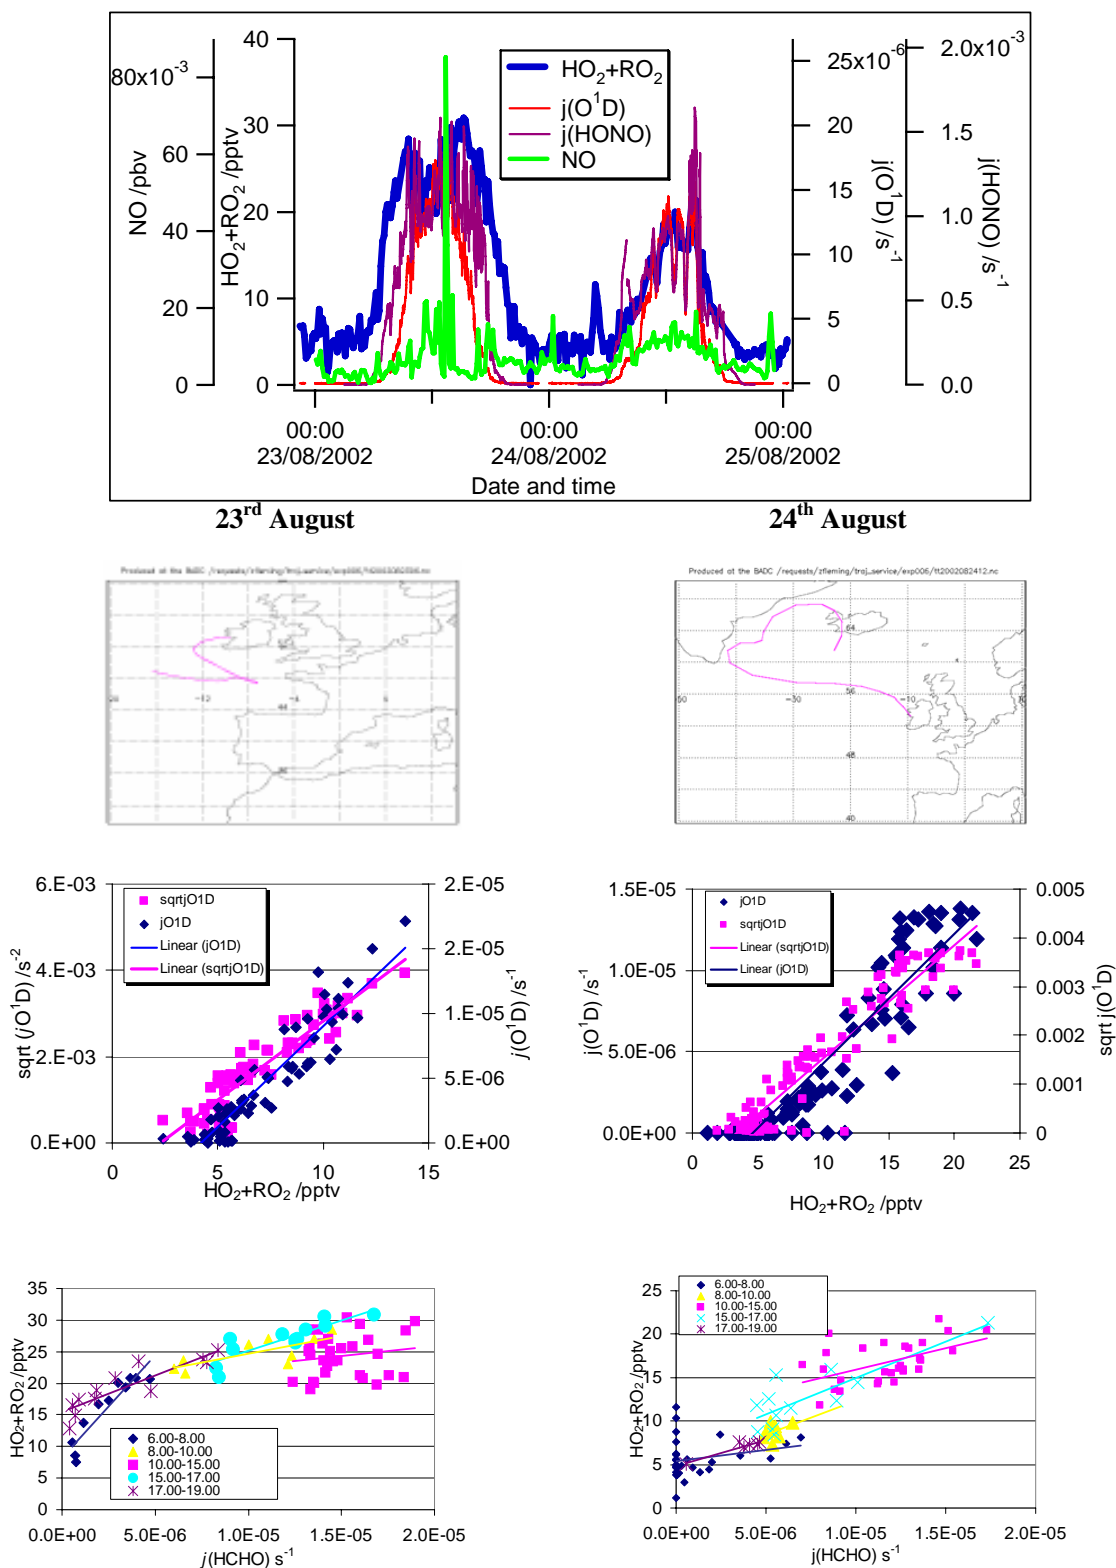 40
30
20
10
0
80x10-3
60
40
20
0
NO /pbv
HO2+RO2 /pptv
HO2+RO2
j(O1D)
j(HONO)
NO
25x10-6
20
15
10
5
0
j(O1D) /s-1
2.0x10-3
1.5
1.0
0.5
0.0
j(HONO) /s-1
00:00
23/08/2002
00:00
24/08/2002
00:00
25/08/2002
Date and time
23rd August
24th August
Produced at the BADC /requests/zfleming/traj_service/exp006/tt2002082412.nc
6.E-03
4.E-03
2.E-03
0.E+00
sqrt (jO1D) /s-2
sqrtjO1D
jO1D
Linear (jO1D)
Linear (sqrtjO1D)
2.E-05
2.E-05
1.E-05
5.E-06
0.E+00
j(O1D) /s-1
0
5
10
15
HO2+RO2 /pptv
1.5E-05
1.0E-05
5.0E-06
0.0E+00
j(O1D) /s-1
jO1D
sqrtjO1D
Linear (sqrtjO1D)
Linear (jO1D)
0.005
0.004
0.003
0.002
0.001
0
sqrt j(O1D)
0
5
10
15
20
25
HO2+RO2 /pptv
35
30
25
20
15
10
5
0
HO2+RO2 /pptv
6.00-8.00
8.00-10.00
10.00-15.00
15.00-17.00
17.00-19.00
0.0E+00
5.0E-06
1.0E-05
1.5E-05
2.0E-05
j(HCHO) s-1
25
20
15
10
5
0
HO2+RO2 /pptv
6.00-8.00
8.00-10.00
10.00-15.00
15.00-17.00
17.00-19.00
0.0E+00
5.0E-06
1.0E-05
1.5E-05
2.0E-05
j(HCHO) s-1